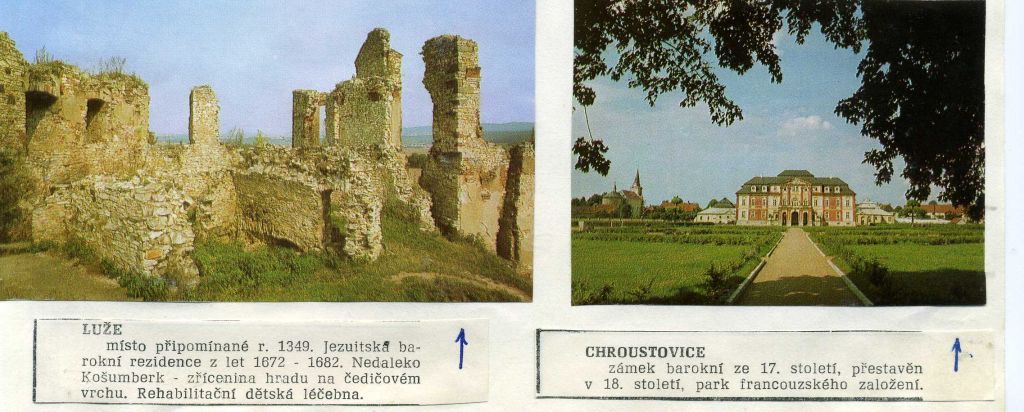 LUŽE
místo připomínané r. 1349. Jezuitská ba-
rokní rezidence z let 1672 - 1682. Nedaleko
Košumberk - zřícenina hradu na čedičovém
vrchu. Rehabilitační dětská léčebna.
CHROUSTOVICE
zámek barokní ze 17. století, přestavěn
v 18. století, park francouzského založení.